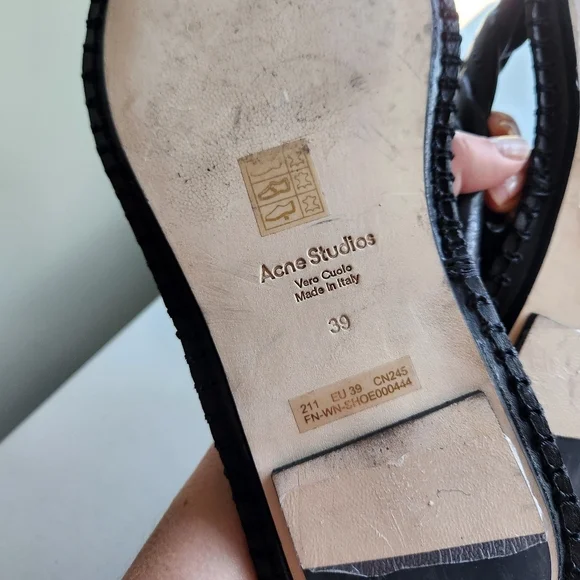 Acne Studios
Vero Cuoio
Made in Italy
39
211 EU 39 CN245
FN-WN-SHOE000444